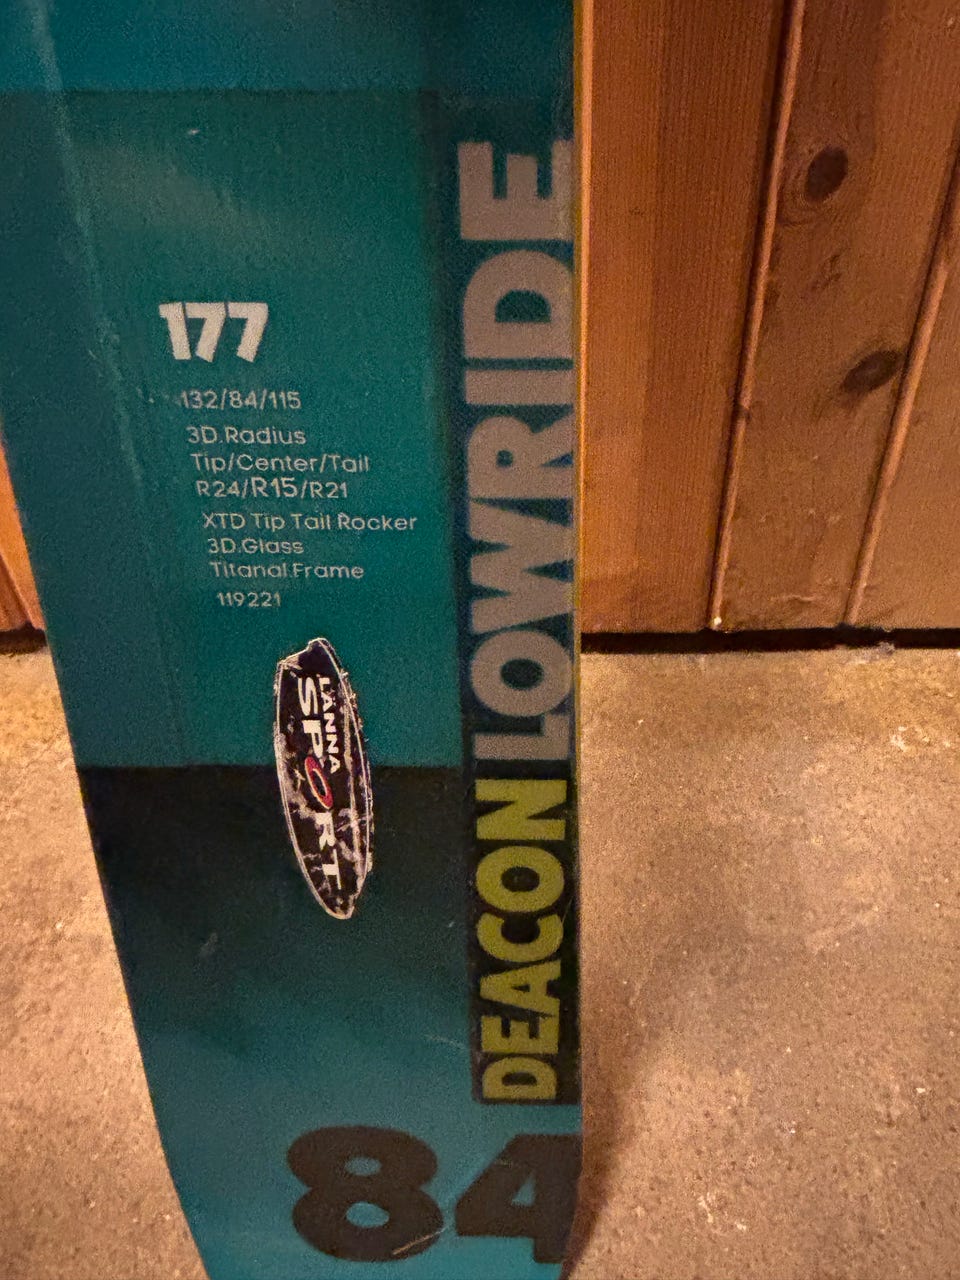 177
132/84/115
3D.Radius
Tip/Center/Tail
R24/R15/R21
XTD Tip Tail Rocker
3D.Glass
Titanal.Frame
119221
LÄNNA
SPORT
DEACON LOWRIDE
84